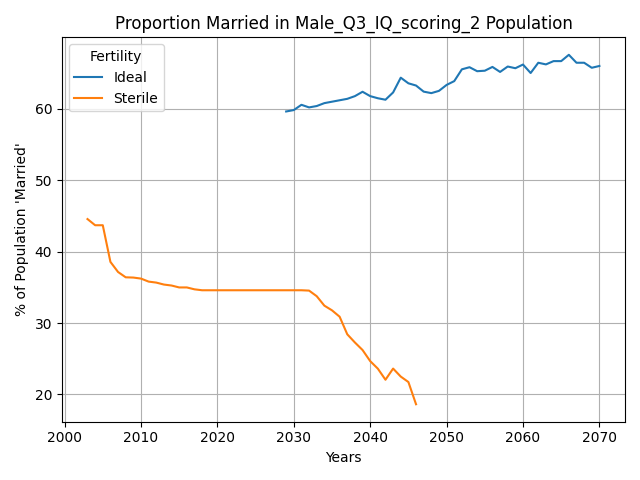 Proportion Married in Male_Q3_IQ_scoring_2 Population
Fertility
Ideal
Sterile
% of Population 'Married'
60
50
40
30
20
2000 2010 2020 2030 2040 2050 2060 2070
Years